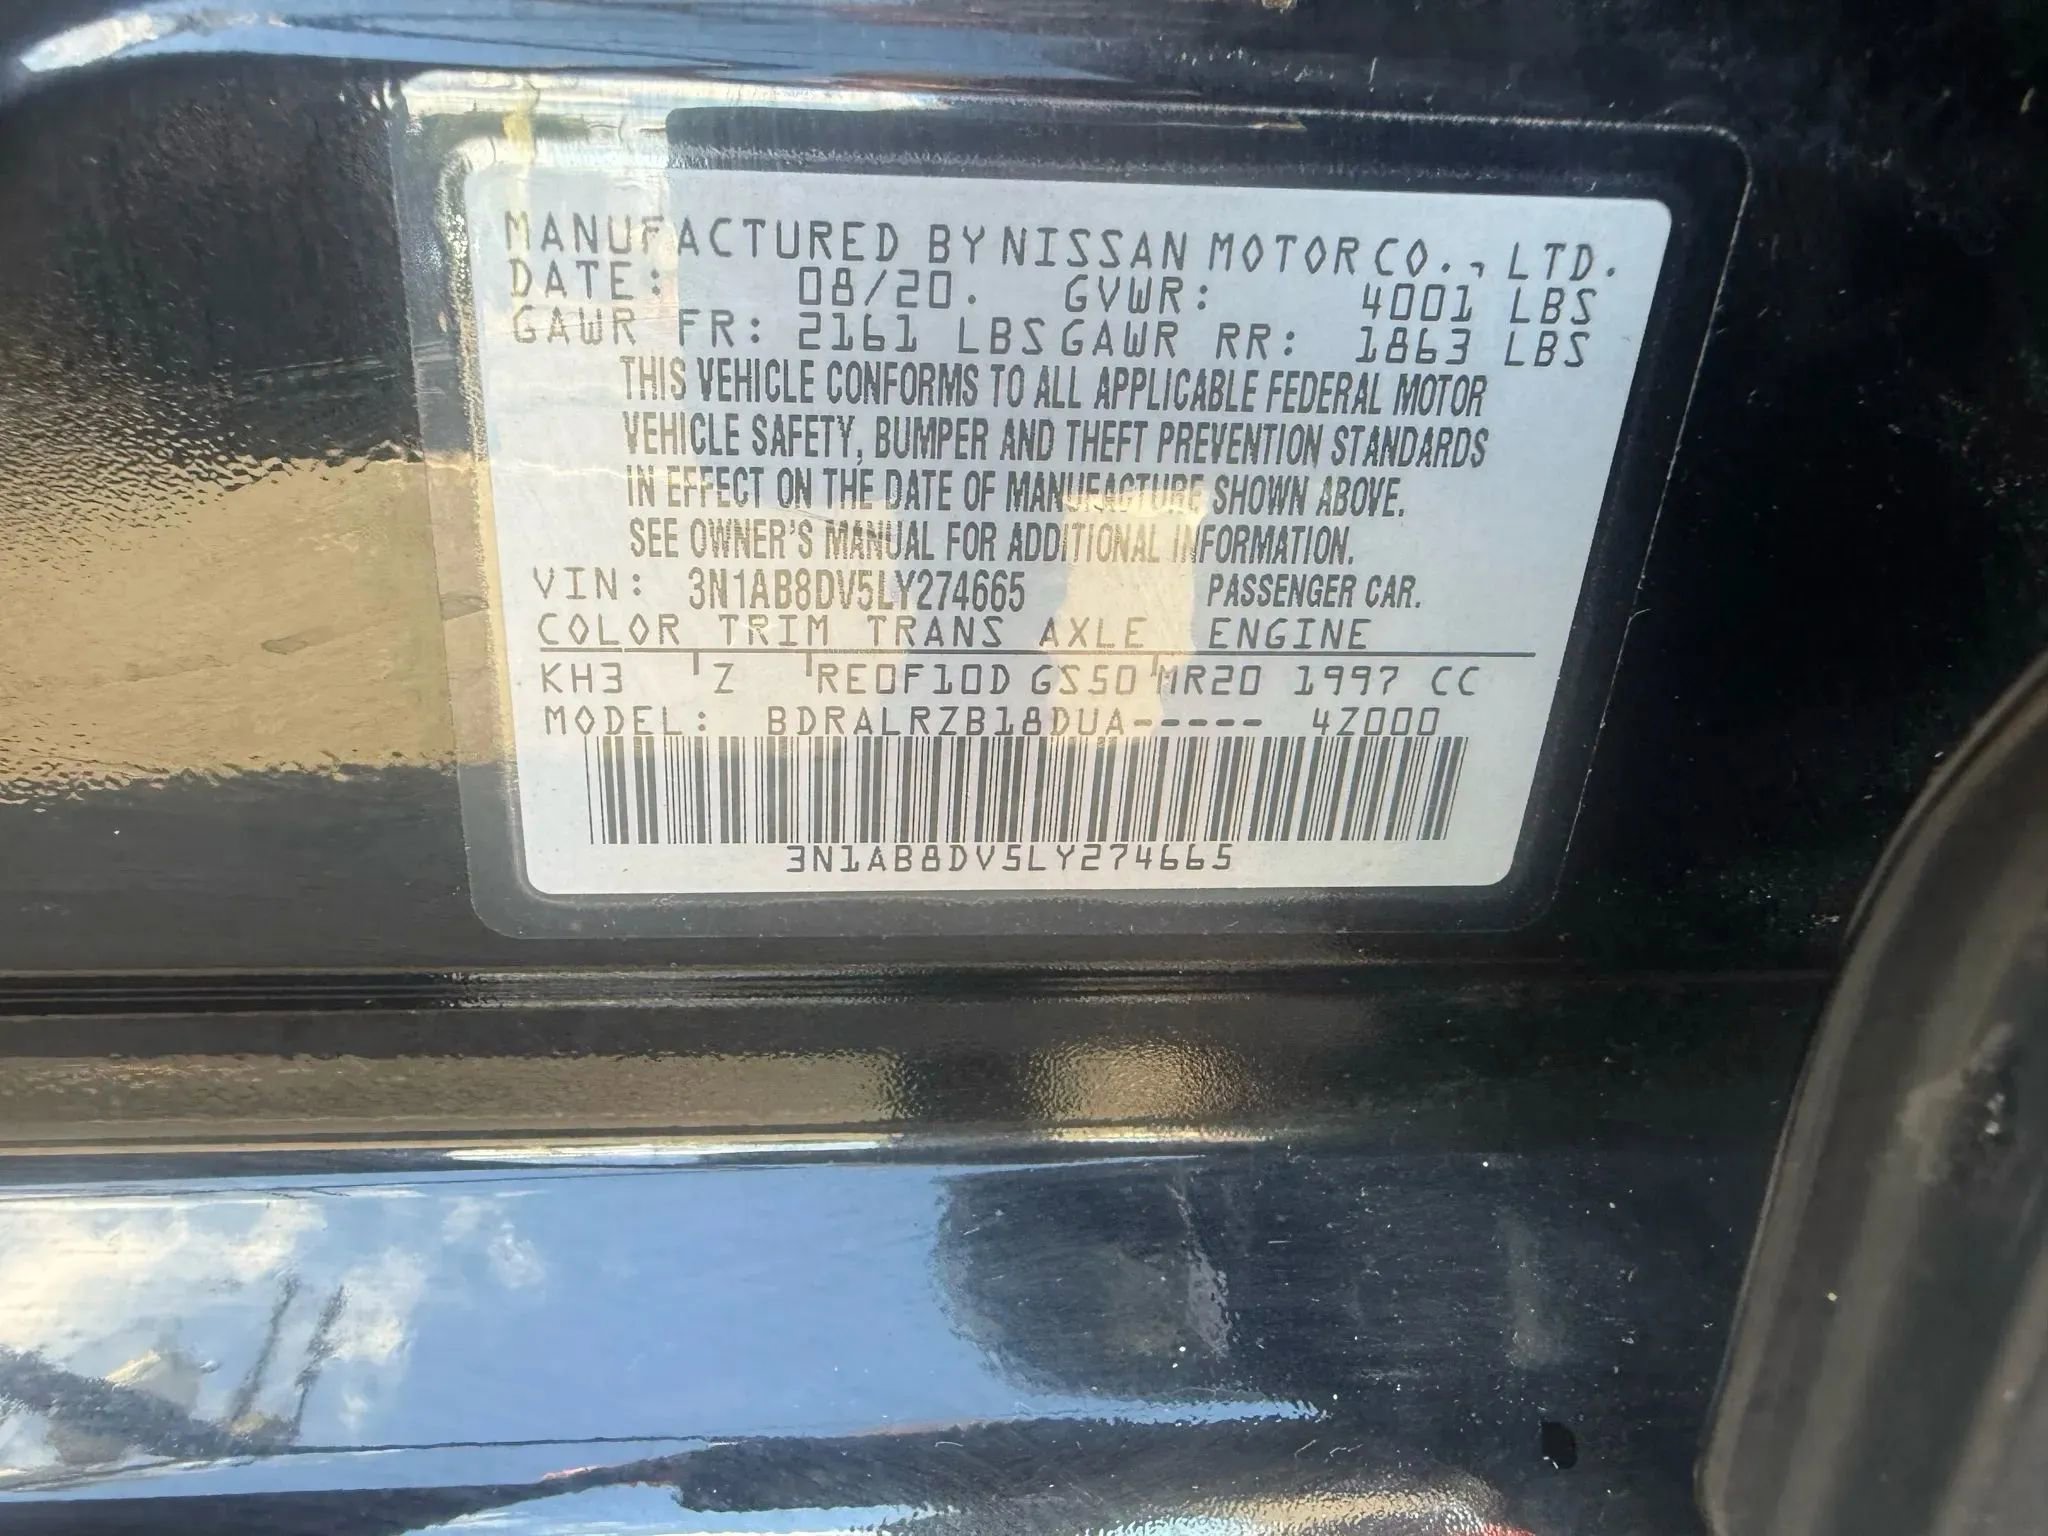 MANUFACTURED BY NISSAN MOTOR CO., LTD.
DATE: 08/20. GVWR: 4001 LBS
GAWR FR: 2161 LBS GAWR RR: 1863 LBS
THIS VEHICLE CONFORMS TO ALL APPLICABLE FEDERAL MOTOR
VEHICLE SAFETY, BUMPER AND THEFT PREVENTION STANDARDS
IN EFFECT ON THE DATE OF MANUFACTURE SHOWN ABOVE.
SEE OWNER'S MANUAL FOR ADDITIONAL INFORMATION.
VIN: 3N1AB8DV5LY274665 PASSENGER CAR.
COLOR TRIM TRANS AXLE ENGINE
KH3 Z RE0F10D GS50 MR20 1997 CC
MODEL: BDRALRZB18DUA----- 4Z000
3N1AB8DV5LY274665